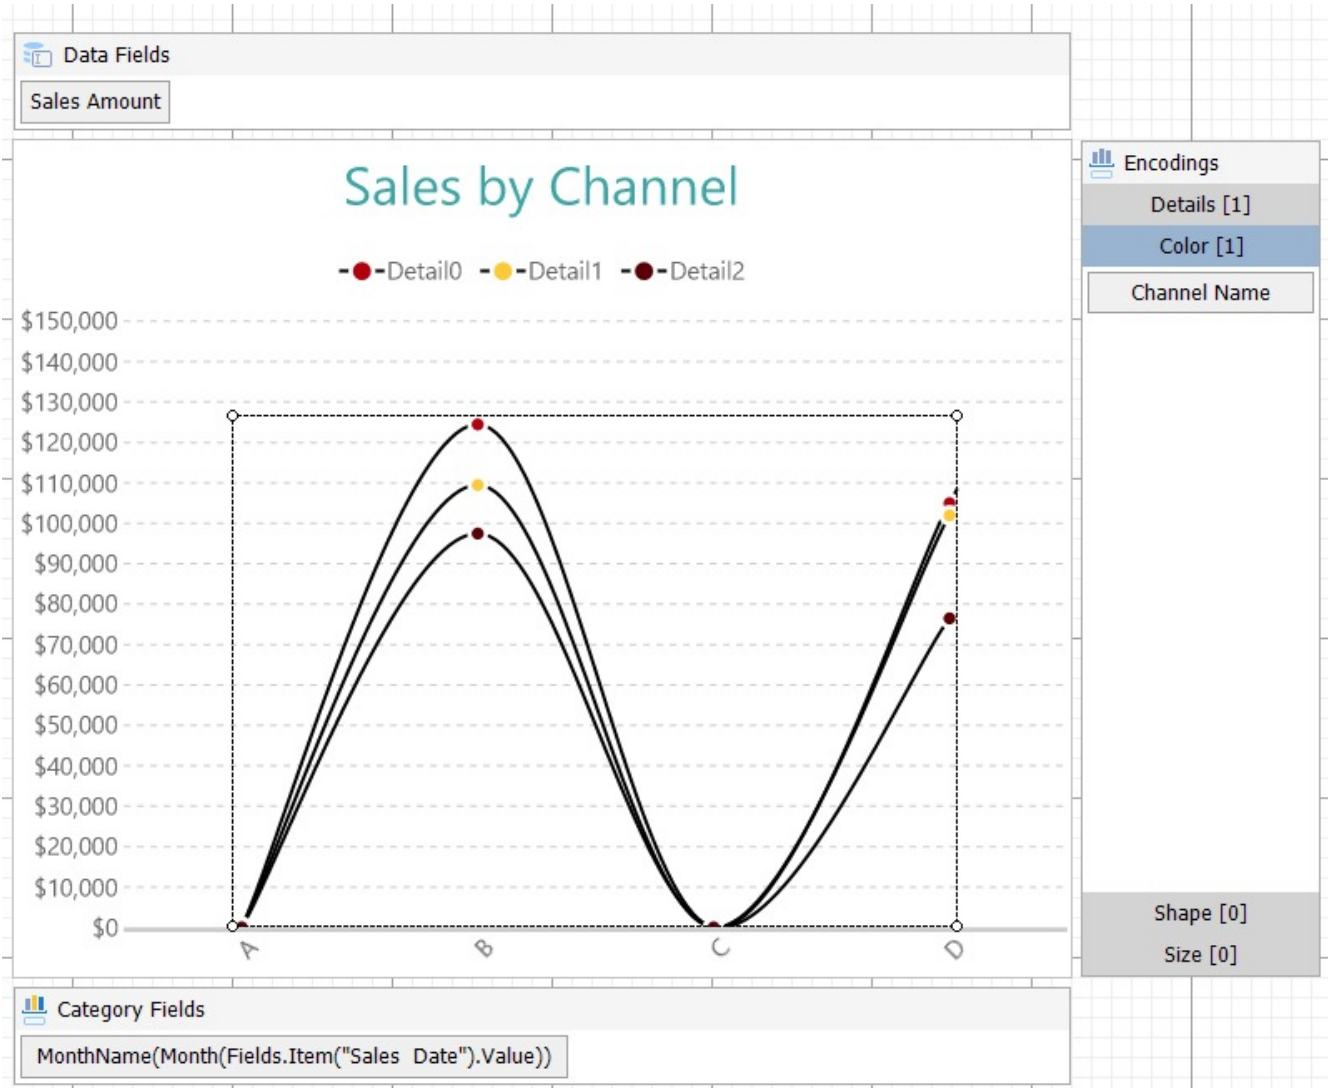 Data Fields
Sales Amount
Sales by Channel
Detail0 Detail1 Detail2
$150,000
$140,000
$130,000
$120,000
$110,000
$100,000
$90,000
$80,000
$70,000
$60,000
$50,000
$40,000
$30,000
$20,000
$10,000
$0
A B C D
Encodings
Details [1]
Color [1]
Channel Name
Shape [0]
Size [0]
Category Fields
MonthName(Month(Fields.Item("Sales  Date").Value))